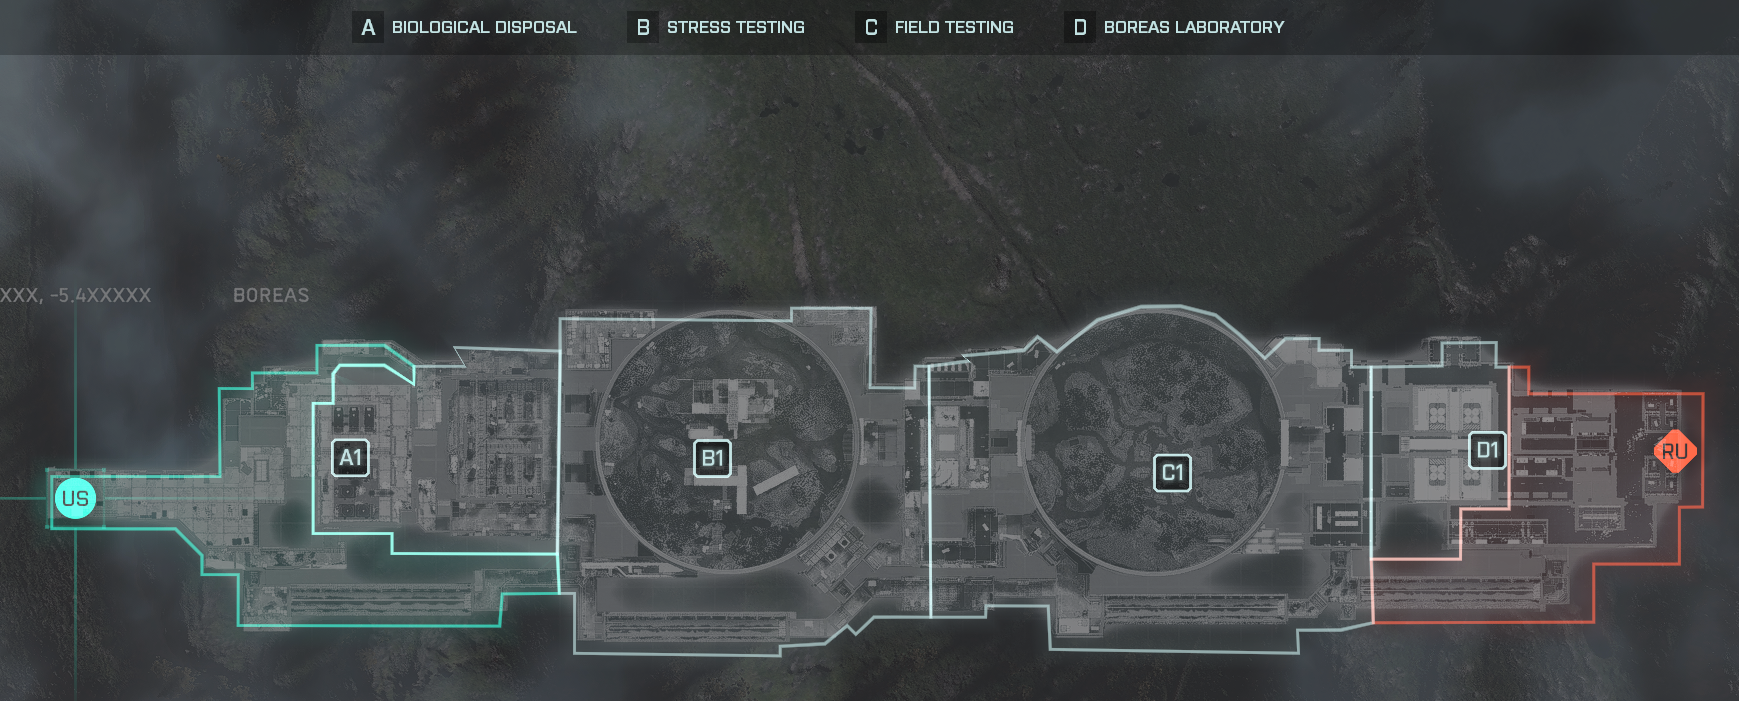 A BIOLOGICAL DISPOSAL B STRESS TESTING C FIELD TESTING D BOREAS LABORATORY
XXX, -5.4XXXXX BOREAS
A1
B1
C1
D1
RU
US